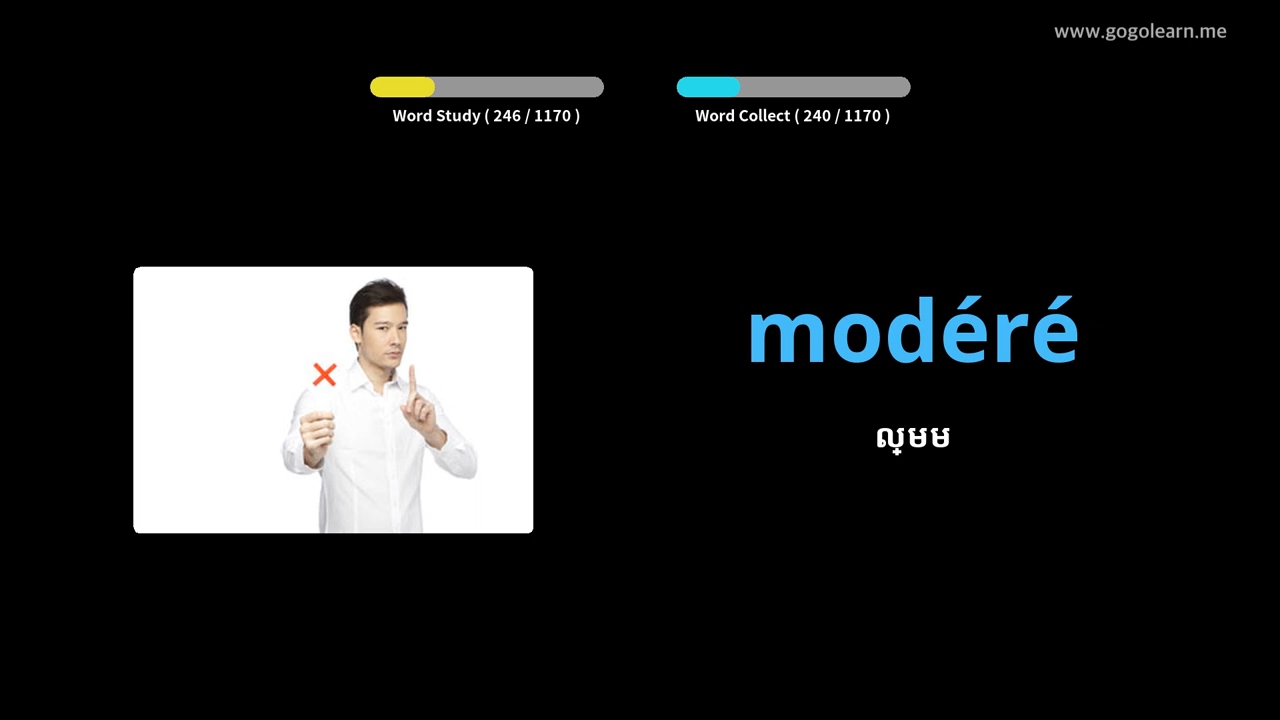 www.gogolearn.me
Word Study ( 246 / 1170 )
Word Collect ( 240 / 1170 )
modéré
ល្មម